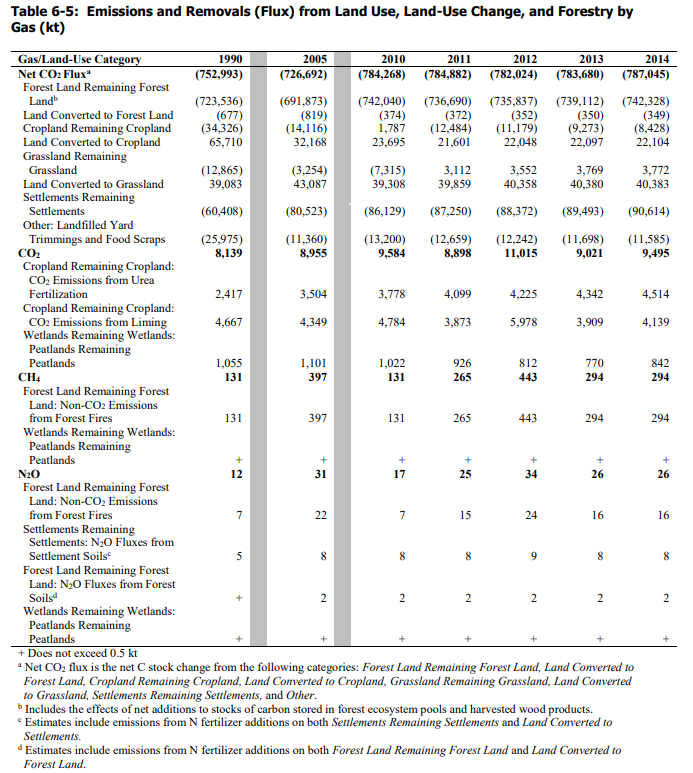 Table 6-5: Emissions and Removals (Flux) from Land Use, Land-Use Change, and Forestry by
Gas (kt)
Gas/Land-Use Category 1990 2005 2010 2011 2012 2013 2014
Net CO₂ Fluxᵃ (752,993) (726,692) (784,268) (784,882) (782,024) (783,680) (787,045)
Forest Land Remaining Forest
Landᵇ (723,536) (691,873) (742,040) (736,690) (735,837) (739,112) (742,328)
Land Converted to Forest Land (677) (819) (374) (372) (352) (350) (349)
Cropland Remaining Cropland (34,326) (14,116) 1,787 (12,484) (11,179) (9,273) (8,428)
Land Converted to Cropland 65,710 32,168 23,695 21,601 22,048 22,097 22,104
Grassland Remaining
Grassland (12,865) (3,254) (7,315) 3,112 3,552 3,769 3,772
Land Converted to Grassland 39,083 43,087 39,308 39,859 40,358 40,380 40,383
Settlements Remaining
Settlements (60,408) (80,523) (86,129) (87,250) (88,372) (89,493) (90,614)
Other: Landfilled Yard
Trimmings and Food Scraps (25,975) (11,360) (13,200) (12,659) (12,242) (11,698) (11,585)
CO₂ 8,139 8,955 9,584 8,898 11,015 9,021 9,495
Cropland Remaining Cropland:
CO₂ Emissions from Urea
Fertilization 2,417 3,504 3,778 4,099 4,225 4,342 4,514
Cropland Remaining Cropland:
CO₂ Emissions from Liming 4,667 4,349 4,784 3,873 5,978 3,909 4,139
Wetlands Remaining Wetlands:
Peatlands Remaining
Peatlands 1,055 1,101 1,022 926 812 770 842
CH₄ 131 397 131 265 443 294 294
Forest Land Remaining Forest
Land: Non-CO₂ Emissions
from Forest Fires 131 397 131 265 443 294 294
Wetlands Remaining Wetlands:
Peatlands Remaining
Peatlands + + + + + + +
N₂O 12 31 17 25 34 26 26
Forest Land Remaining Forest
Land: Non-CO₂ Emissions
from Forest Fires 7 22 7 15 24 16 16
Settlements Remaining
Settlements: N₂O Fluxes from
Settlement Soilsᶜ 5 8 8 8 9 8 8
Forest Land Remaining Forest
Land: N₂O Fluxes from Forest
Soilsᵈ + 2 2 2 2 2 2
Wetlands Remaining Wetlands:
Peatlands Remaining
Peatlands + + + + + + +
+ Does not exceed 0.5 kt
ᵃ Net CO₂ flux is the net C stock change from the following categories: Forest Land Remaining Forest Land, Land Converted to
Forest Land, Cropland Remaining Cropland, Land Converted to Cropland, Grassland Remaining Grassland, Land Converted
to Grassland, Settlements Remaining Settlements, and Other.
ᵇ Includes the effects of net additions to stocks of carbon stored in forest ecosystem pools and harvested wood products.
ᶜ Estimates include emissions from N fertilizer additions on both Settlements Remaining Settlements and Land Converted to
Settlements.
ᵈ Estimates include emissions from N fertilizer additions on both Forest Land Remaining Forest Land and Land Converted to
Forest Land.